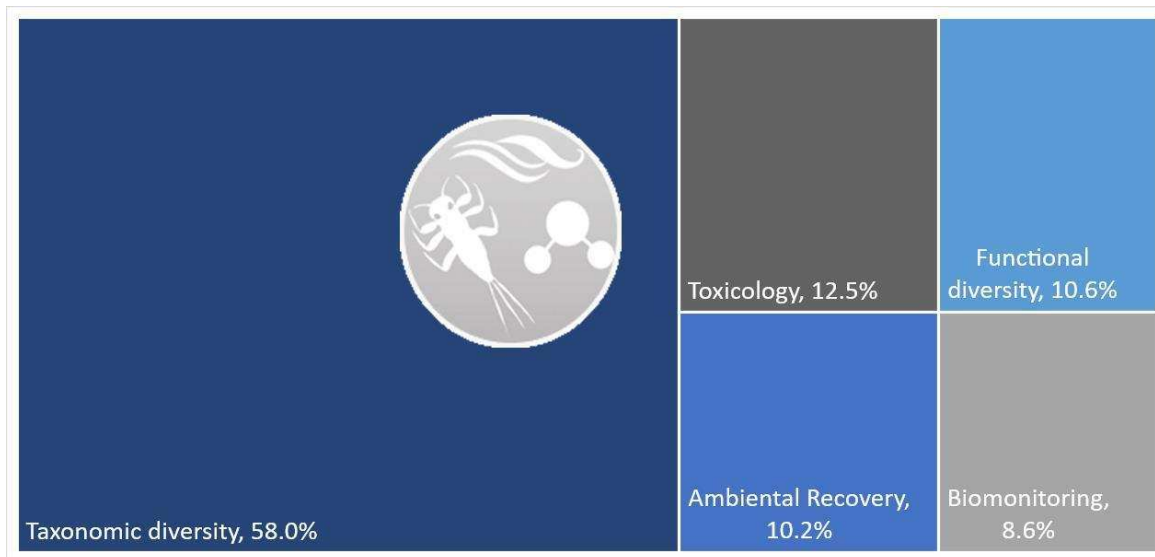 Taxonomic diversity, 58.0%
Toxicology, 12.5%
Functional
diversity, 10.6%
Ambiental Recovery,
10.2%
Biomonitoring,
8.6%